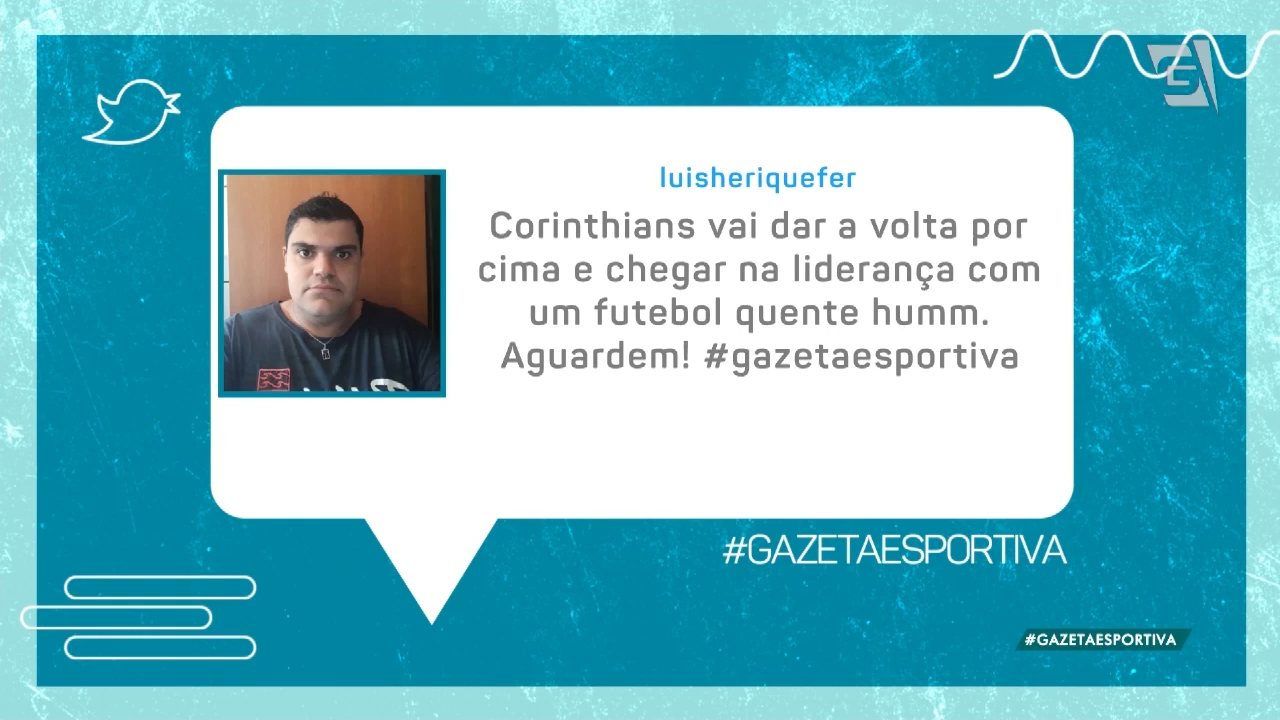 luisheriquefer
Corinthians vai dar a volta por
cima e chegar na liderança com
um futebol quente humm.
Aguardem! #gazetaesportiva
#GAZETAESPORTIVA
#GAZETAESPORTIVA